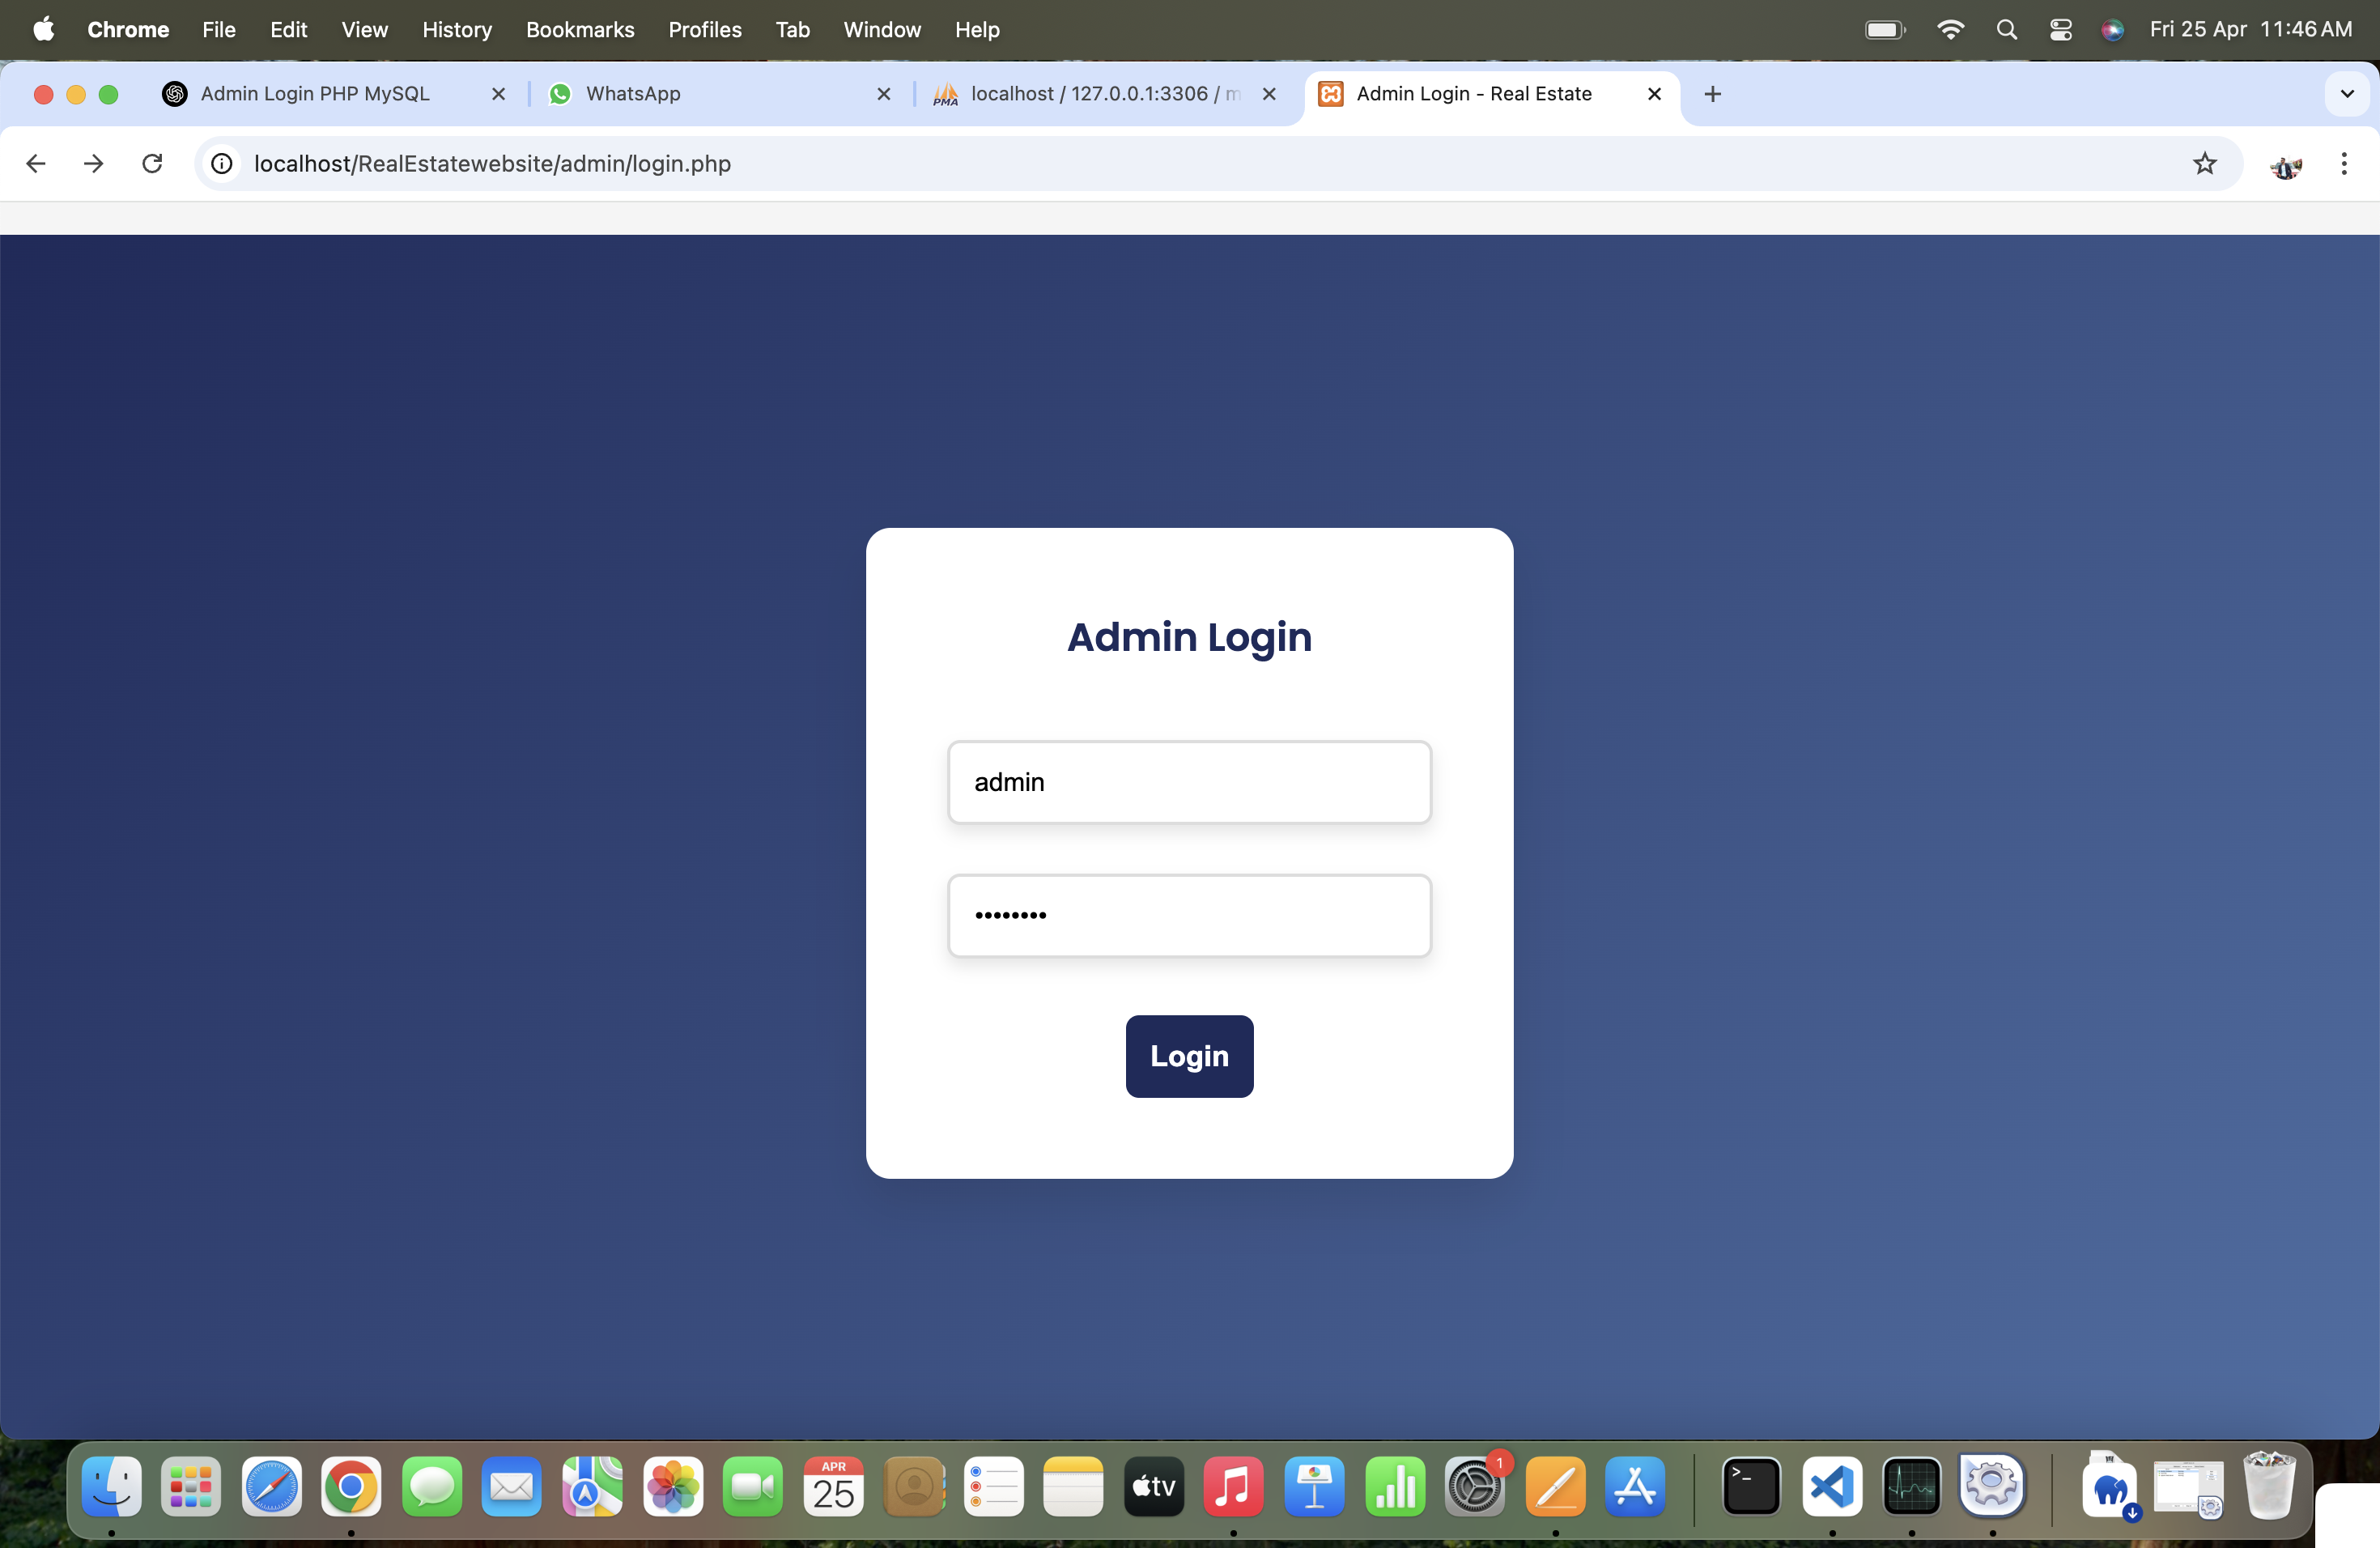 Chrome File Edit View History Bookmarks Profiles Tab Window Help Fri 25 Apr 11:46 AM
Admin Login PHP MySQL WhatsApp PMA localhost / 127.0.0.1:3306 / m Admin Login - Real Estate
localhost/RealEstatewebsite/admin/login.php
Admin Login
admin
••••••••
Login
APR
25
tv
1
>_